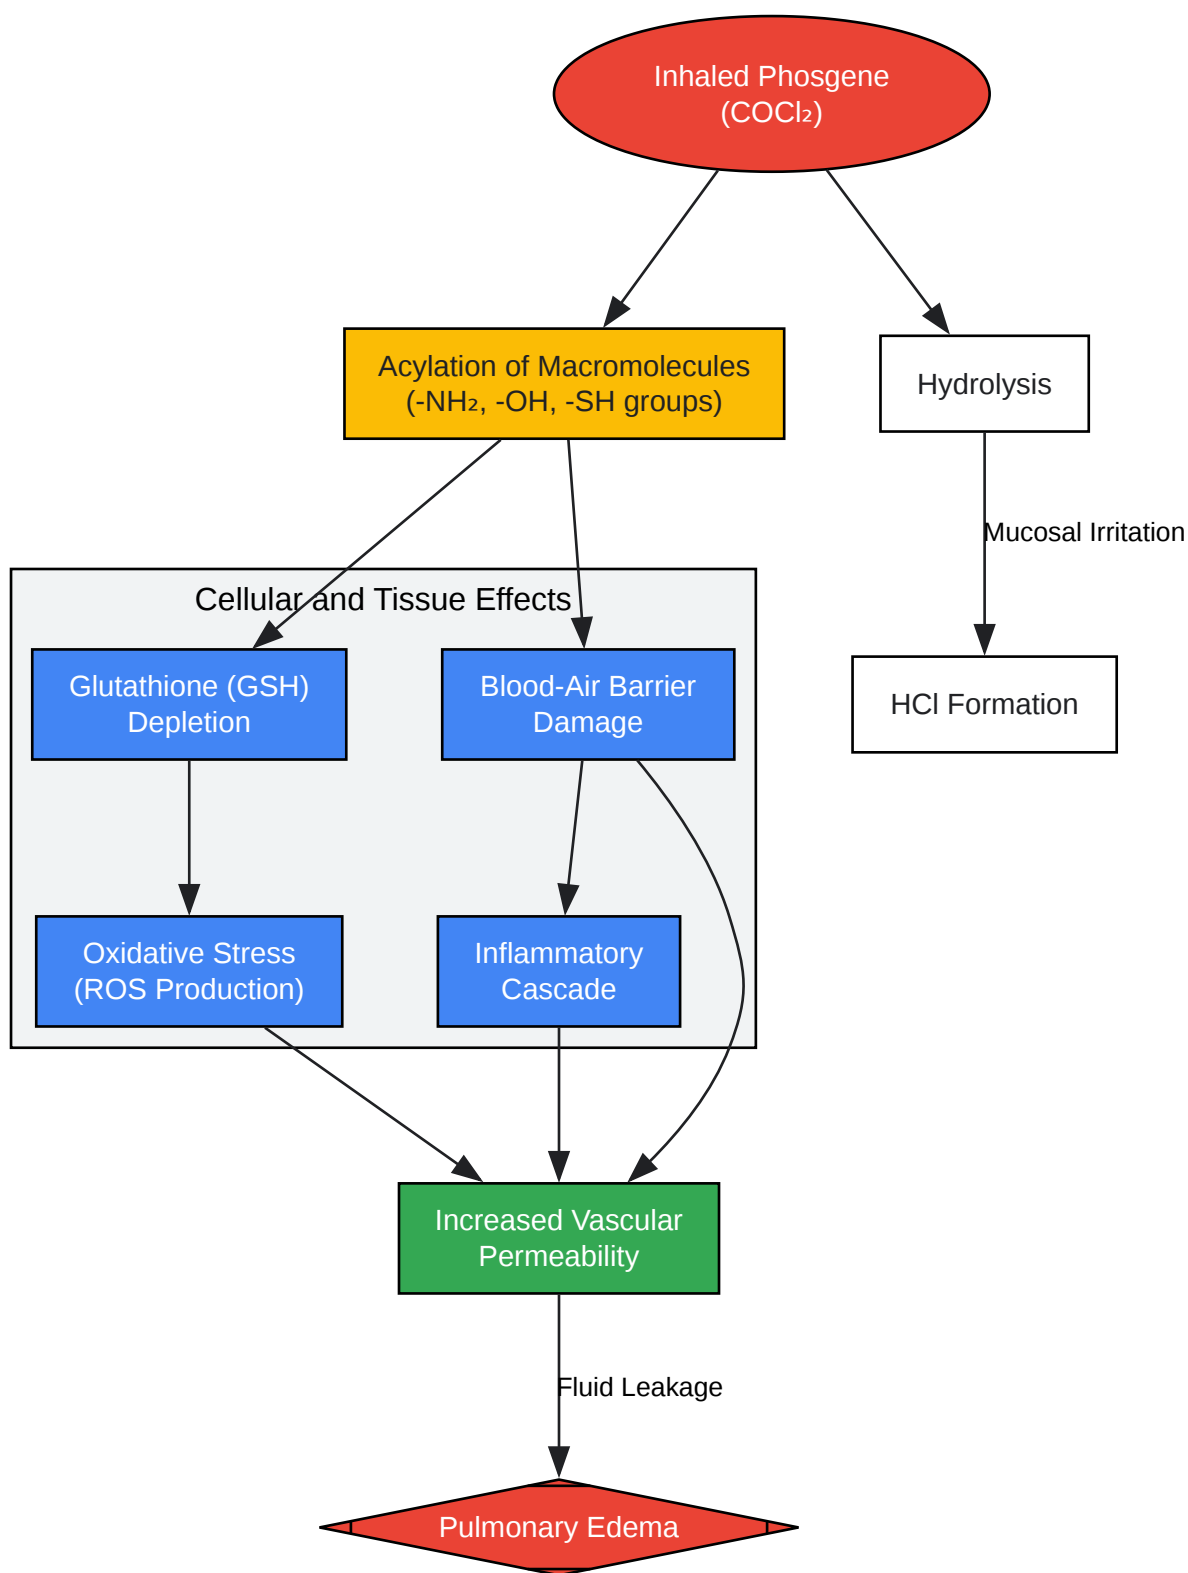 Inhaled Phosgene
(COCl₂)
Acylation of Macromolecules
(-NH₂, -OH, -SH groups)
Hydrolysis
Mucosal Irritation
Cellular and Tissue Effects
Glutathione (GSH)
Depletion
Blood-Air Barrier
Damage
HCl Formation
Oxidative Stress
(ROS Production)
Inflammatory
Cascade
Increased Vascular
Permeability
Fluid Leakage
Pulmonary Edema